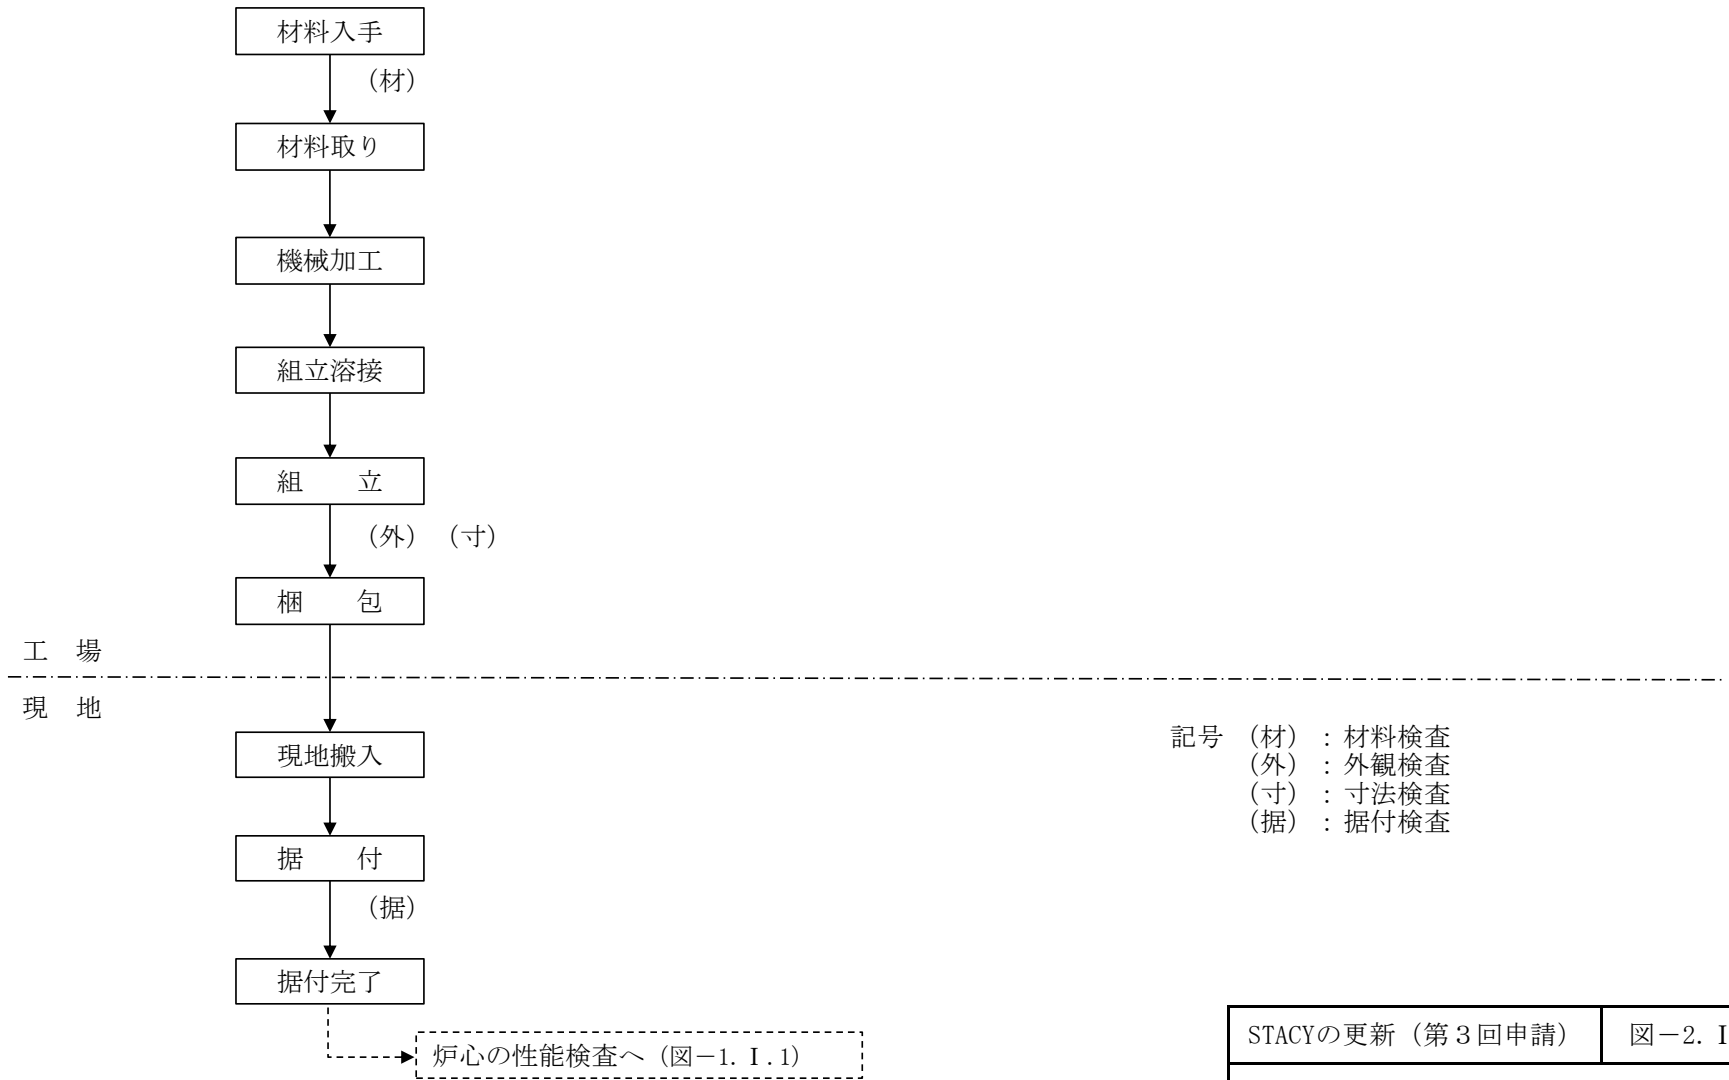 材料入手
(材)
材料取り
機械加工
組立溶接
組　　立
(外)　(寸)
梱　　包
工　場
現　地
現地搬入
据　　付
(据)
据付完了
炉心の性能検査へ (図－1. Ⅰ.1)
記号　(材) : 材料検査
(外) : 外観検査
(寸) : 寸法検査
(据) : 据付検査
STACYの更新 (第３回申請)　図－2. Ⅰ